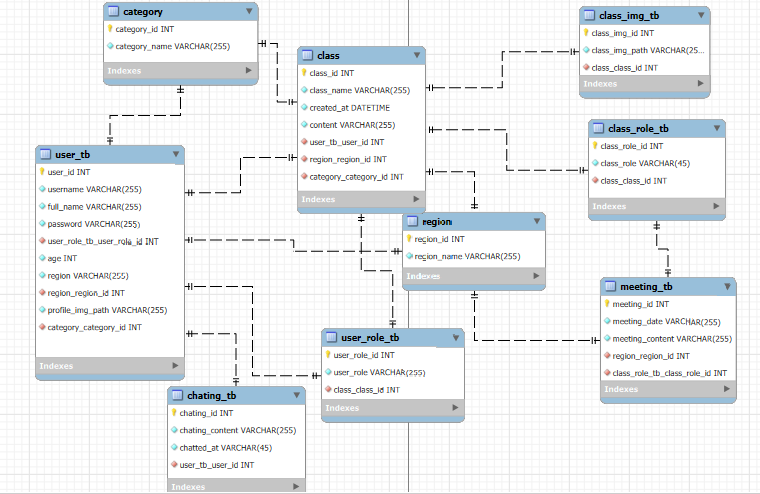 category
category_id INT
category_name VARCHAR(255)
Indexes
class
class_id INT
class_name VARCHAR(255)
created_at DATETIME
content VARCHAR(255)
user_tb_user_id INT
region_region_id INT
category_category_id INT
Indexes
class_img_tb
class_img_id INT
class_img_path VARCHAR(25...
class_class_id INT
Indexes
class_role_tb
class_role_id INT
class_role VARCHAR(45)
class_class_id INT
Indexes
user_tb
user_id INT
username VARCHAR(255)
full_name VARCHAR(255)
password VARCHAR(255)
user_role_tb_user_role_id INT
age INT
region VARCHAR(255)
region_region_id INT
profile_img_path VARCHAR(255)
category_category_id INT
Indexes
region
region_id INT
region_name VARCHAR(255)
Indexes
meeting_tb
meeting_id INT
meeting_date VARCHAR(255)
meeting_content VARCHAR(255)
region_region_id INT
class_role_tb_class_role_id INT
Indexes
user_role_tb
user_role_id INT
user_role VARCHAR(255)
class_class_id INT
Indexes
chating_tb
chating_id INT
chating_content VARCHAR(255)
chatted_at VARCHAR(45)
user_tb_user_id INT
Indexes